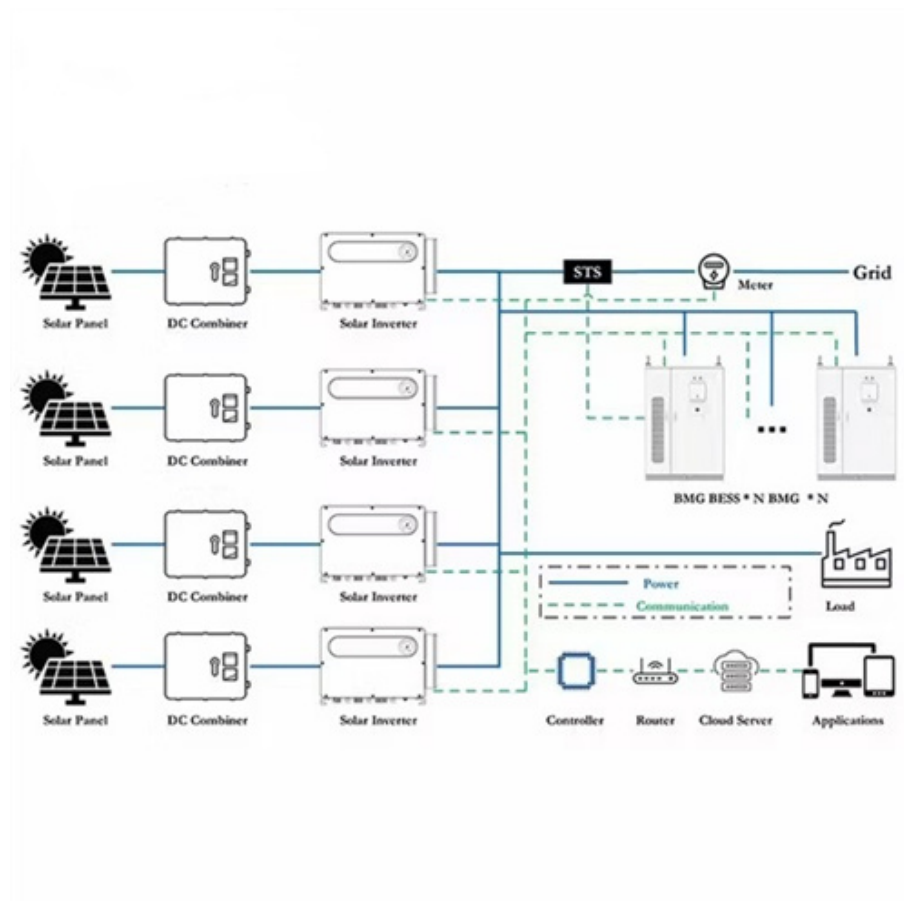 STS
Meter
Grid
Solar Panel
DC Combiner
Solar Inverter
Solar Panel
DC Combiner
Solar Inverter
BMG BESS * N BMG * N
Solar Panel
DC Combiner
Solar Inverter
Power
Communication
Load
Solar Panel
DC Combiner
Solar Inverter
Controller
Router
Cloud Server
Applications